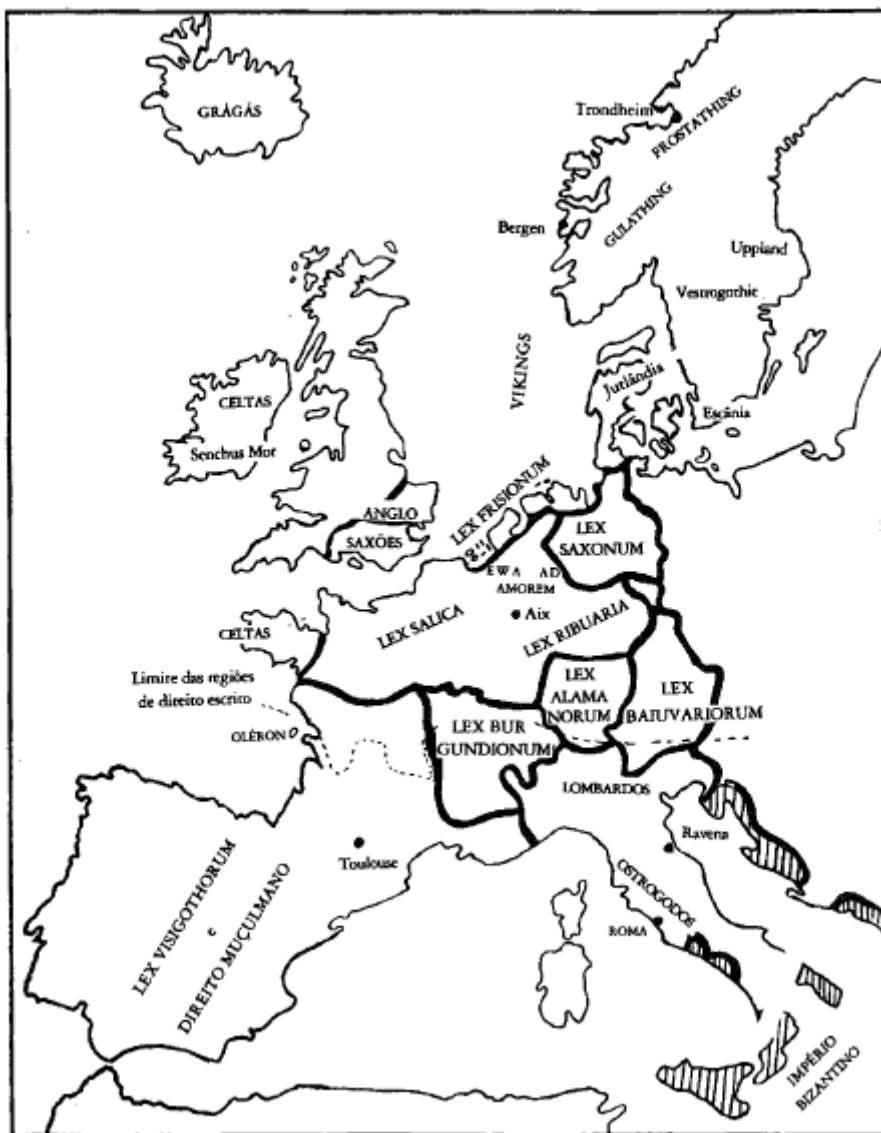 GRÁGÁS
Trondheim
FROSTATHING
GULATHING
Bergen
Uppland
Vestrogothie
VIKINGS
Jutlândia
Escânia
CELTAS
Senchus Mor
ANGLO
SAXÕES
LEX FRISIONUM
LEX
SAXONUM
EWA AD
AMOREM
Aix
LEX SALICA
LEX RIBUARIA
CELTAS
Limite das regiões
de direito escrito
OLÉRON
LEX
ALAMA
NORUM
LEX
BAIUVARIORUM
LEX BUR
GUNDIONUM
LOMBARDOS
Ravena
Toulouse
OSTROGODOS
ROMA
LEX VISIGOTHORUM
e
DIREITO MUÇULMANO
IMPÉRIO
BIZANTINO